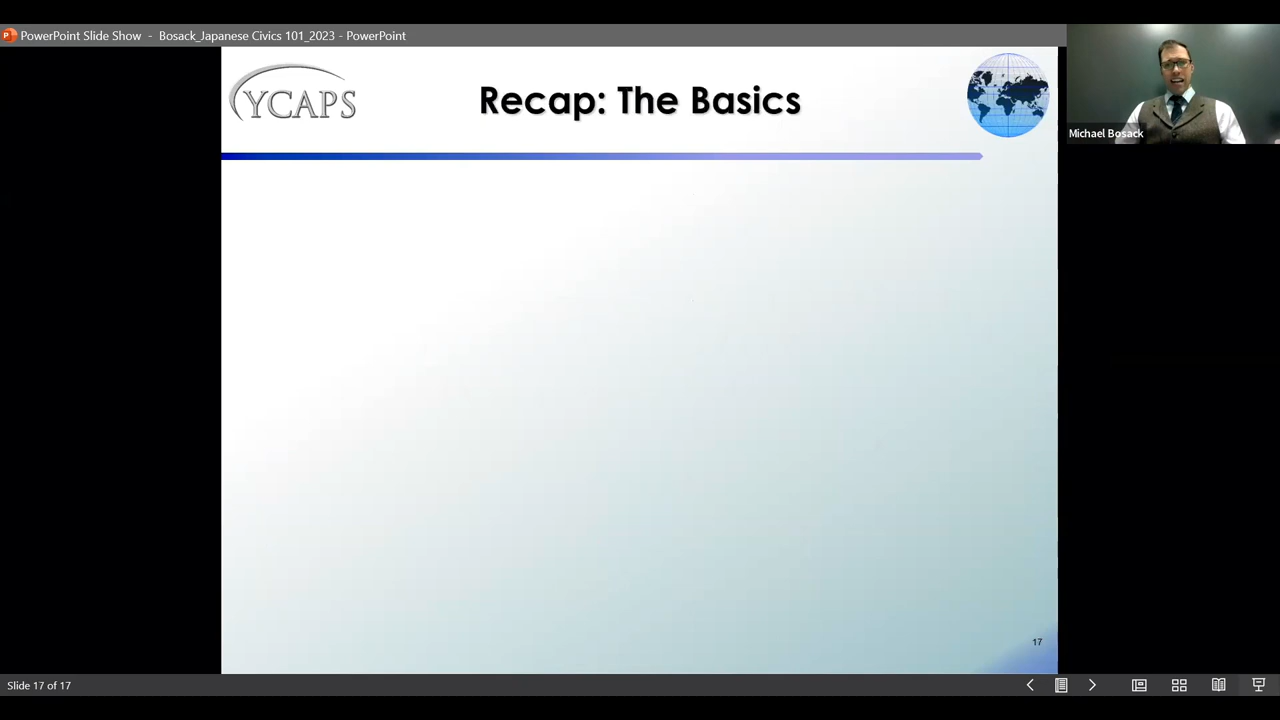 PowerPoint Slide Show - Bosack_Japanese Civics 101_2023 - PowerPoint
YCAPS
Recap: The Basics
Michael Bosack
17
Slide 17 of 17